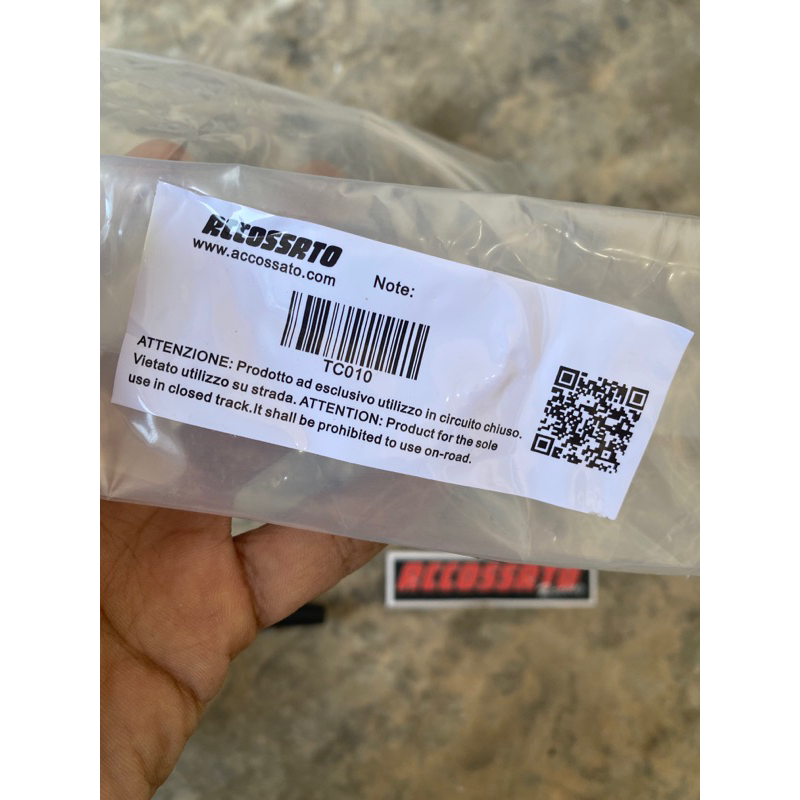 ACCOSSATO
www.accossato.com
Note:
TC010
ATTENZIONE: Prodotto ad esclusivo utilizzo in circuito chiuso.
Vietato utilizzo su strada. ATTENTION: Product for the sole
use in closed track.It shall be prohibited to use on-road.
ACCOSSATO